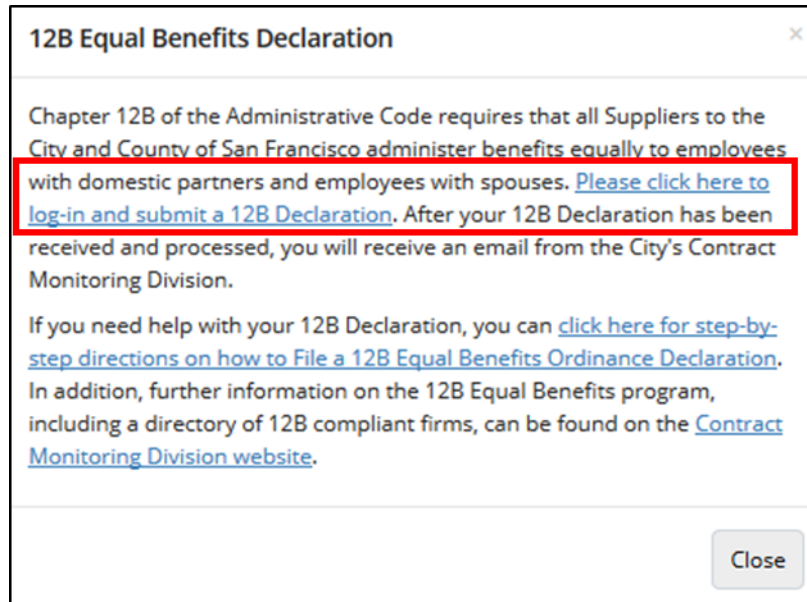 12B Equal Benefits Declaration
×
Chapter 12B of the Administrative Code requires that all Suppliers to the
City and County of San Francisco administer benefits equally to employees
with domestic partners and employees with spouses. Please click here to
log-in and submit a 12B Declaration. After your 12B Declaration has been
received and processed, you will receive an email from the City's Contract
Monitoring Division.
If you need help with your 12B Declaration, you can click here for step-by-
step directions on how to File a 12B Equal Benefits Ordinance Declaration.
In addition, further information on the 12B Equal Benefits program,
including a directory of 12B compliant firms, can be found on the Contract
Monitoring Division website.
Close